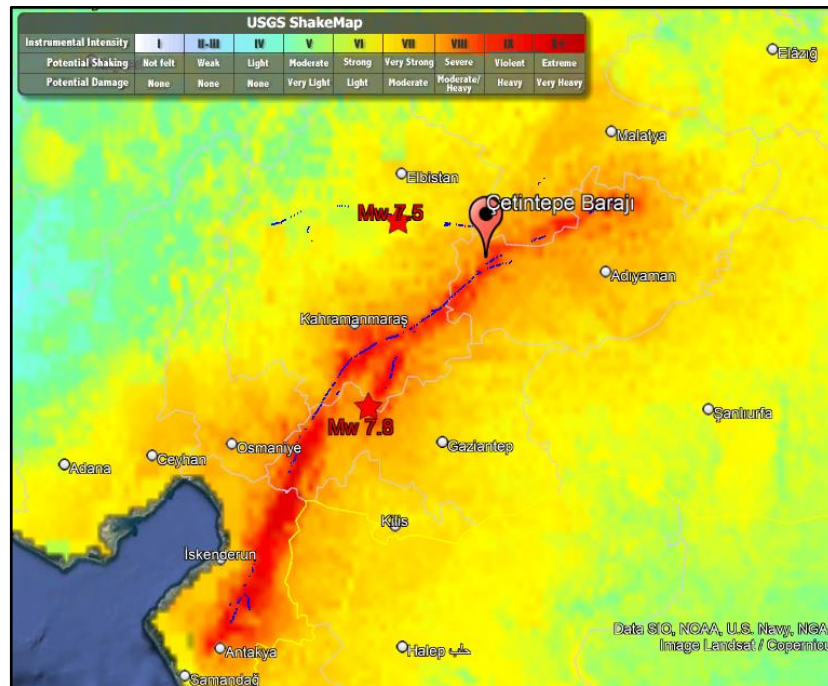 USGS ShakeMap
Instrumental Intensity I II-III IV V VI VII VIII IX X+
Potential Shaking Not felt Weak Light Moderate Strong Very Strong Severe Violent Extreme
Potential Damage None None None Very Light Light Moderate Moderate/Heavy Heavy Very Heavy
Elâzığ
Malatya
Elbistan
Çetintepe Barajı
Mw 7.5
Adıyaman
Kahramanmaraş
Şanlıurfa
Mw 7.8
Osmaniye
Gaziantep
Ceyhan
Adana
Kilis
İskenderun
Data SIO, NOAA, U.S. Navy, NGA
Image Landsat / Copernicu
Antakya
Halep حلب
Samandağ